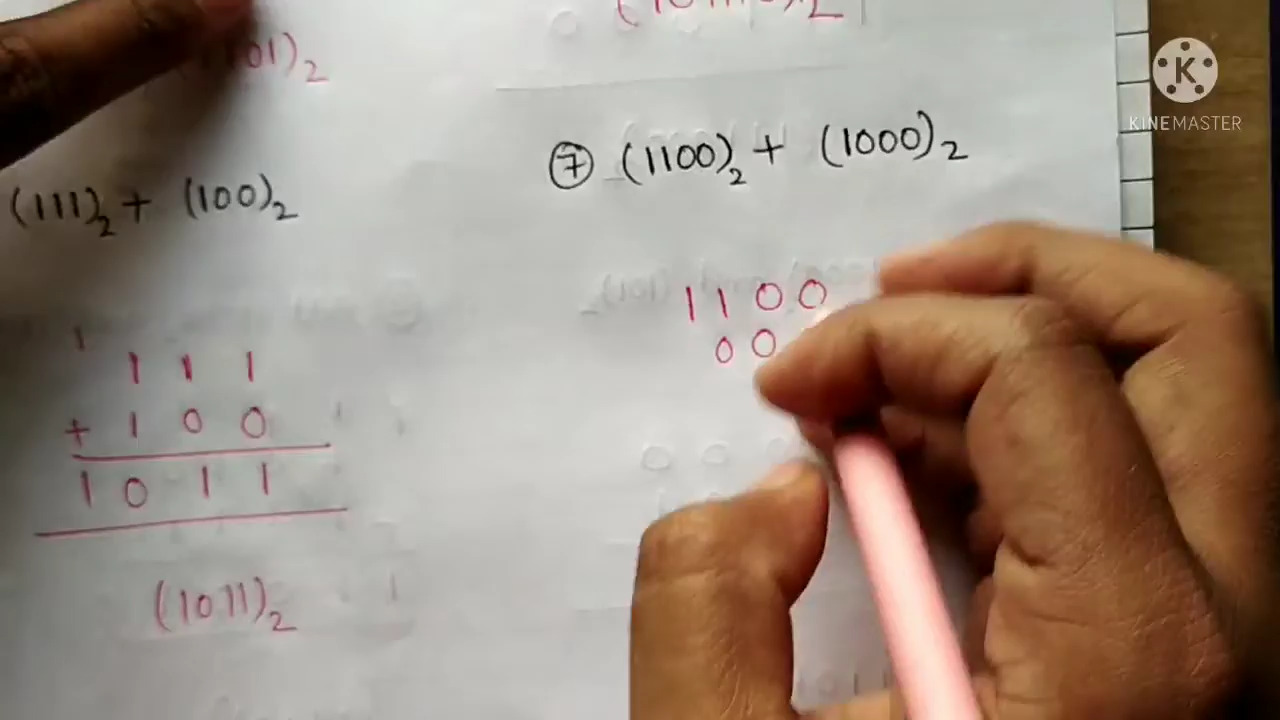 01)₂
(111)₂ + (100)₂
1
1 1 1
+ 1 0 0
1 0 1 1
(1011)₂
⑦ (1100)₂ + (1000)₂
1 1 0 0
0 0
KINEMASTER